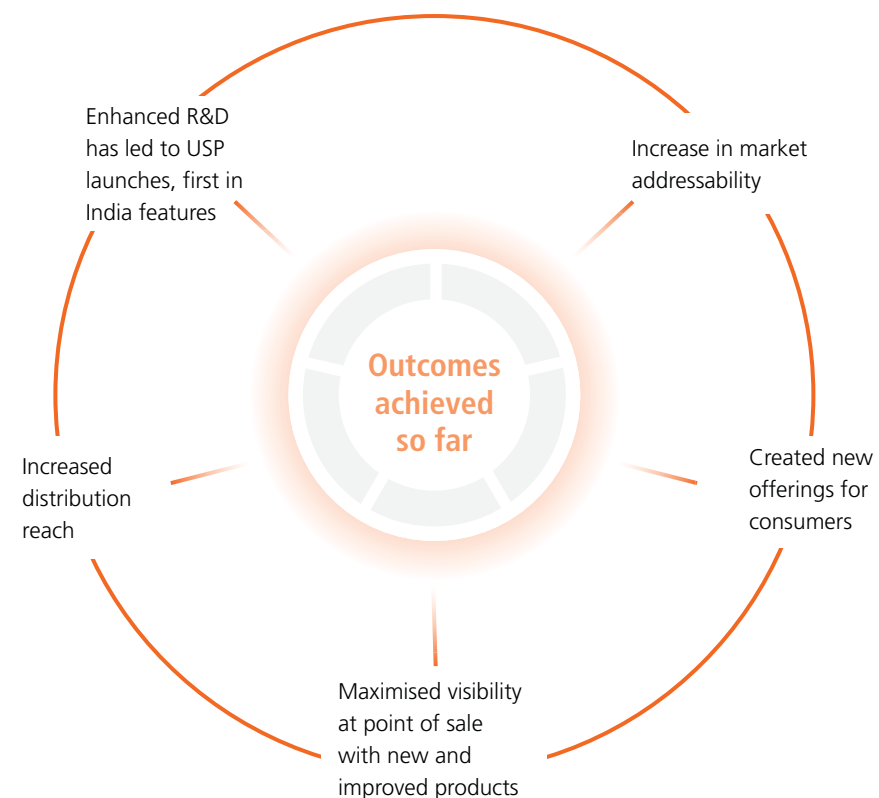 Enhanced R&D
has led to USP
launches, first in
India features
Increase in market
addressability
Outcomes
achieved
so far
Increased
distribution
reach
Created new
offerings for
consumers
Maximised visibility
at point of sale
with new and
improved products